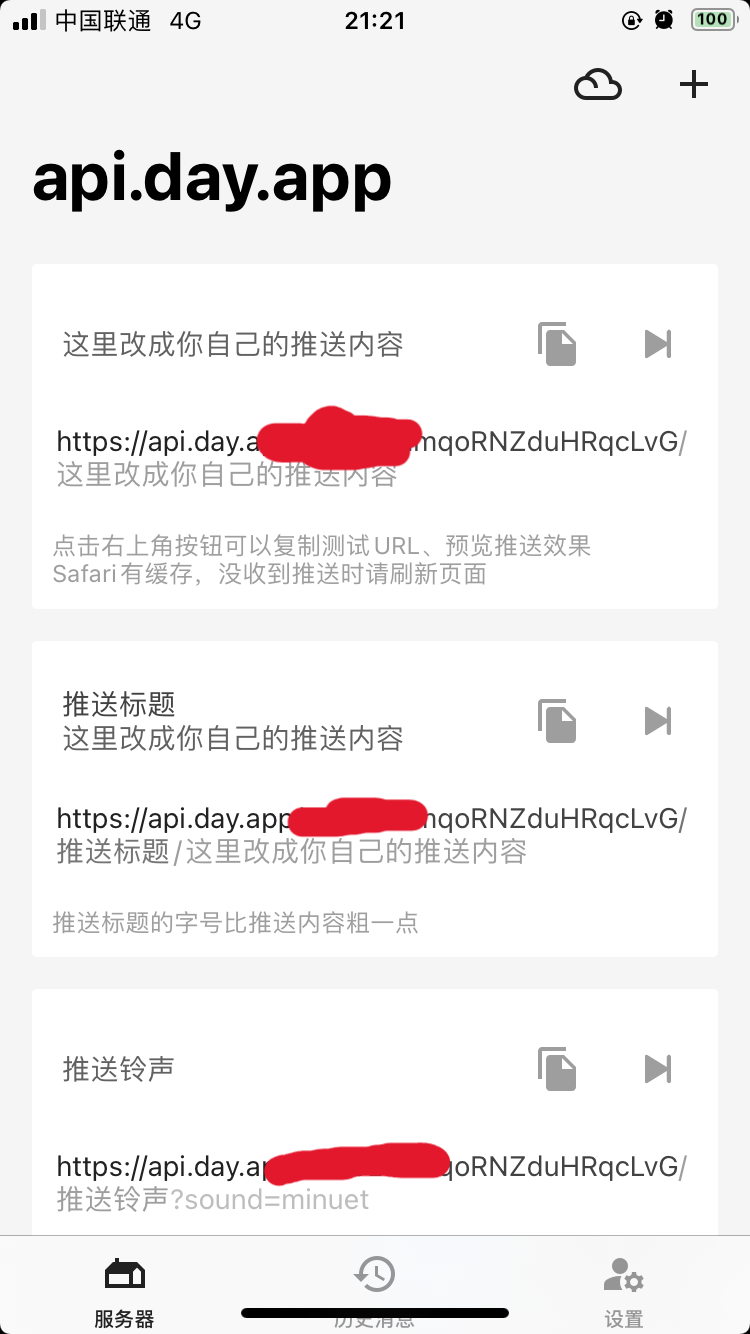 中国联通 4G 21:21 100
api.day.app
这里改成你自己的推送内容
https://api.day.a mqoRNZduHRqcLvG/
这里改成你自己的推送内容
点击右上角按钮可以复制测试URL、预览推送效果
Safari有缓存，没收到推送时请刷新页面
推送标题
这里改成你自己的推送内容
https://api.day.app qoRNZduHRqcLvG/
推送标题/这里改成你自己的推送内容
推送标题的字号比推送内容粗一点
推送铃声
https://api.day.ap qoRNZduHRqcLvG/
推送铃声?sound=minuet
服务器 历史消息 设置